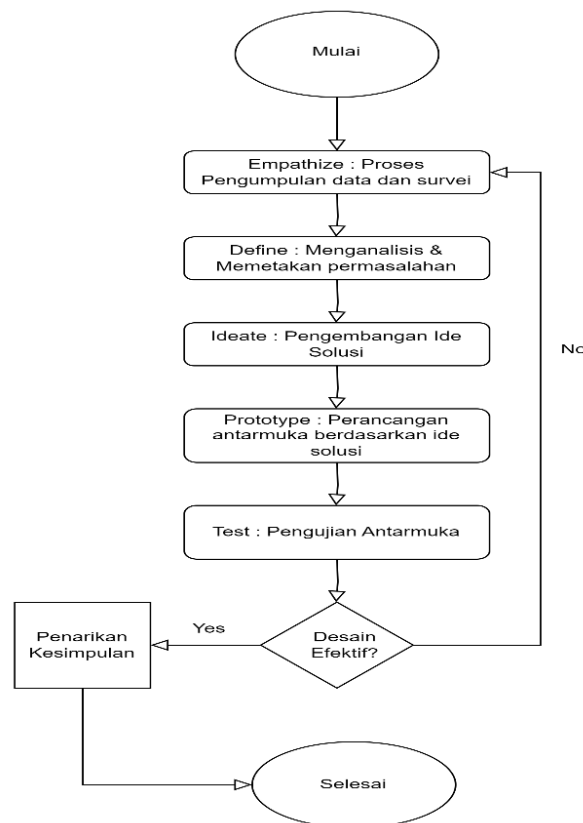 Mulai
Empathize : Proses
Pengumpulan data dan survei
Define : Menganalisis &
Memetakan permasalahan
Ideate : Pengembangan Ide
Solusi
No
Prototype : Perancangan
antarmuka berdasarkan ide
solusi
Test : Pengujian Antarmuka
Desain
Efektif?
Yes
Penarikan
Kesimpulan
Selesai